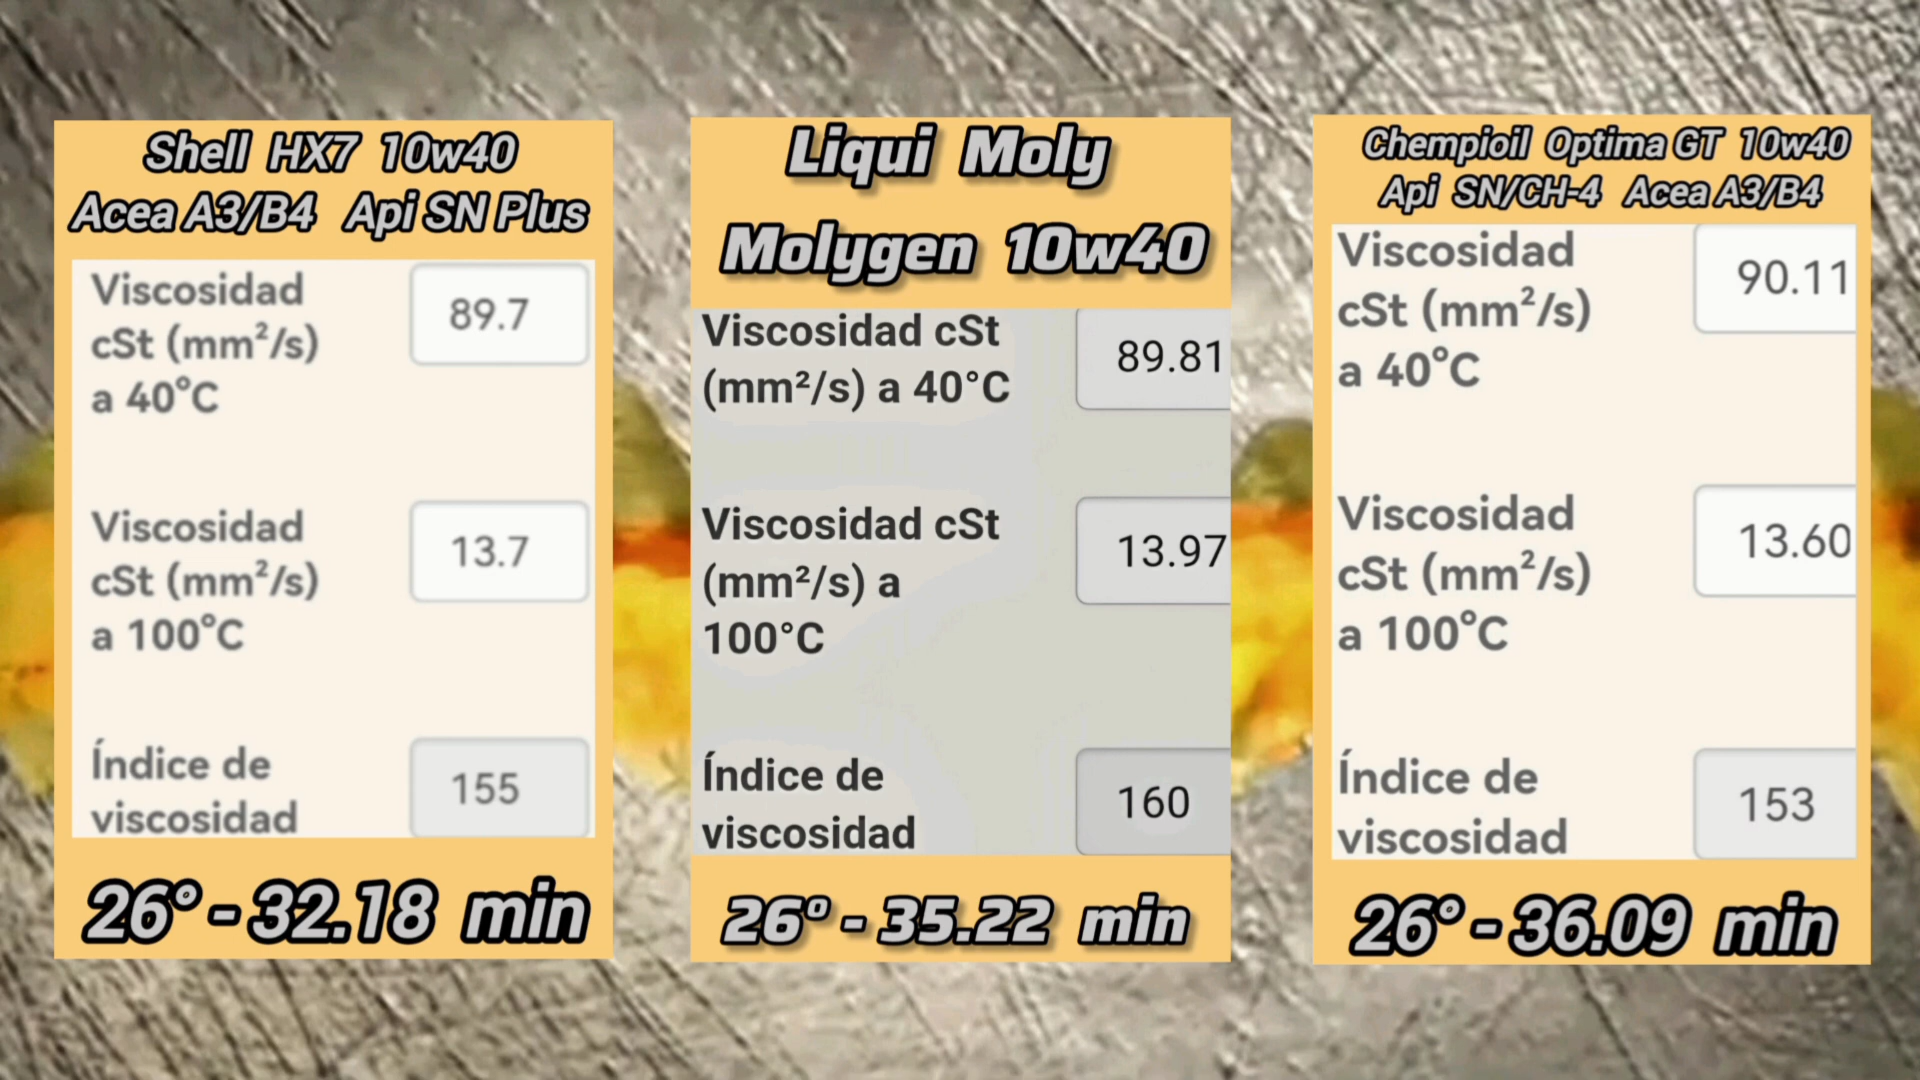 Shell HX7 10w40
Acea A3/B4 Api SN Plus
Viscosidad
cSt (mm²/s)
a 40°C
89.7
Viscosidad
cSt (mm²/s)
a 100°C
13.7
Índice de
viscosidad
155
26° - 32.18 min
Liqui Moly
Molygen 10w40
Viscosidad cSt
(mm²/s) a 40°C
89.81
Viscosidad cSt
(mm²/s) a
100°C
13.97
Índice de
viscosidad
160
26º - 35.22 min
Chempioil Optima GT 10w40
Api SN/CH-4 Acea A3/B4
Viscosidad
cSt (mm²/s)
a 40°C
90.11
Viscosidad
cSt (mm²/s)
a 100°C
13.60
Índice de
viscosidad
153
26° - 36.09 min